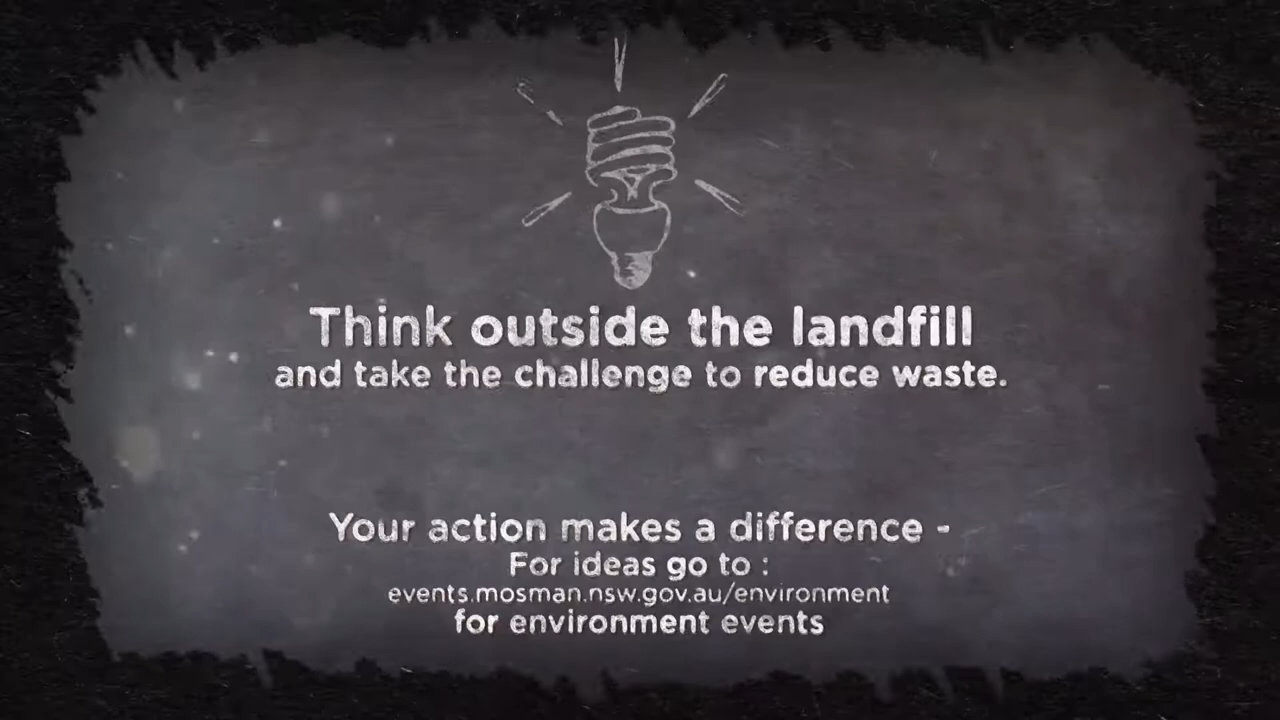 Think outside the landfill
and take the challenge to reduce waste.
Your action makes a difference -
For ideas go to :
events.mosman.nsw.gov.au/environment
for environment events